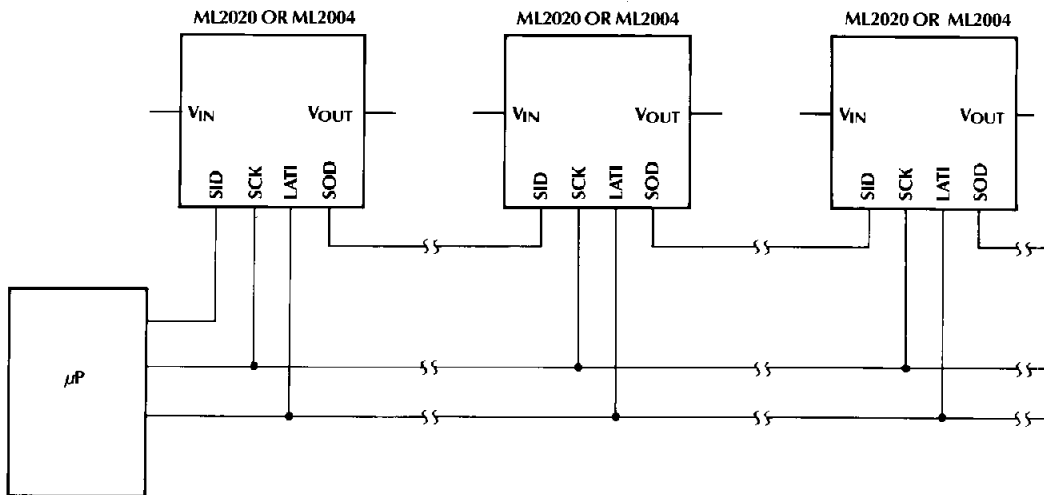 ML2020 OR ML2004
ML2020 OR ML2004
ML2020 OR ML2004
VIN
VOUT
VIN
VOUT
VIN
VOUT
SID
SCK
LATI
SOD
SID
SCK
LATI
SOD
SID
SCK
LATI
SOD
μP